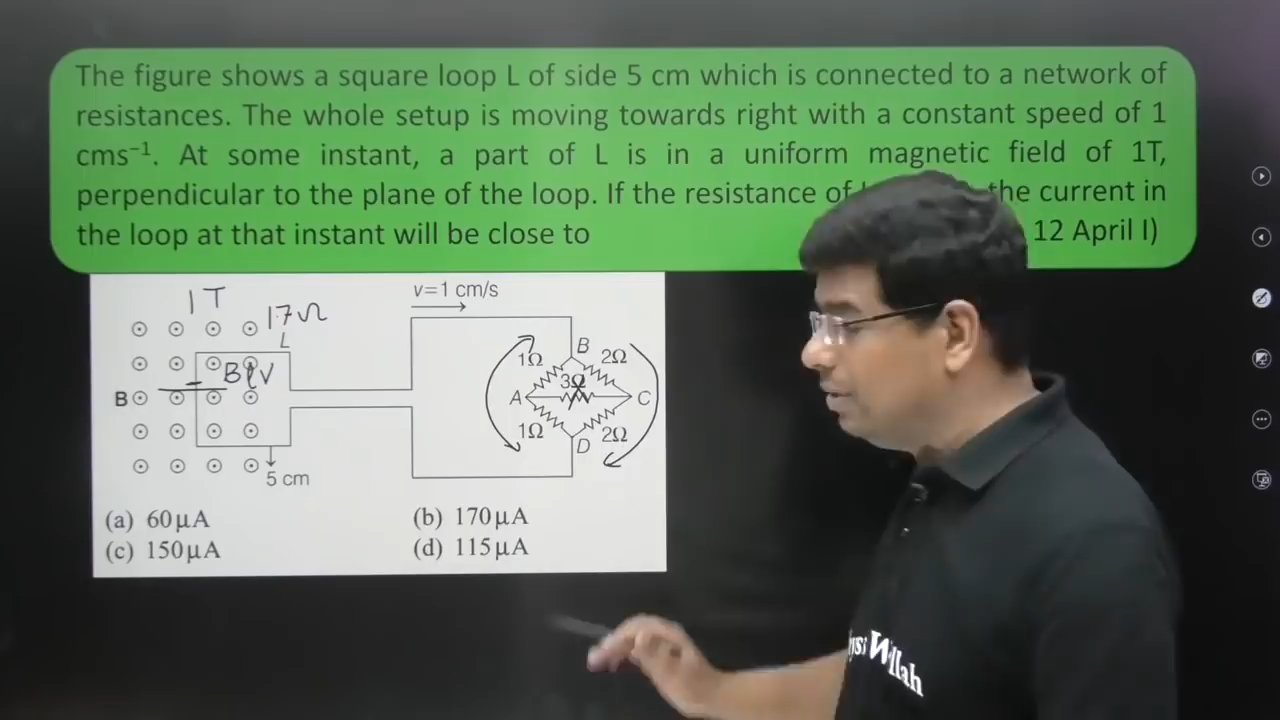 The figure shows a square loop L of side 5 cm which is connected to a network of
resistances. The whole setup is moving towards right with a constant speed of 1
cms⁻¹. At some instant, a part of L is in a uniform magnetic field of 1T,
perpendicular to the plane of the loop. If the resistance of the current in
the loop at that instant will be close to 12 April I)
1 T
1.7 Ω
v=1 cm/s
L
B
1Ω 2Ω
BlV
3Ω
B
A C
1Ω 2Ω
D
5 cm
(a) 60μA (b) 170μA
(c) 150μA (d) 115μA